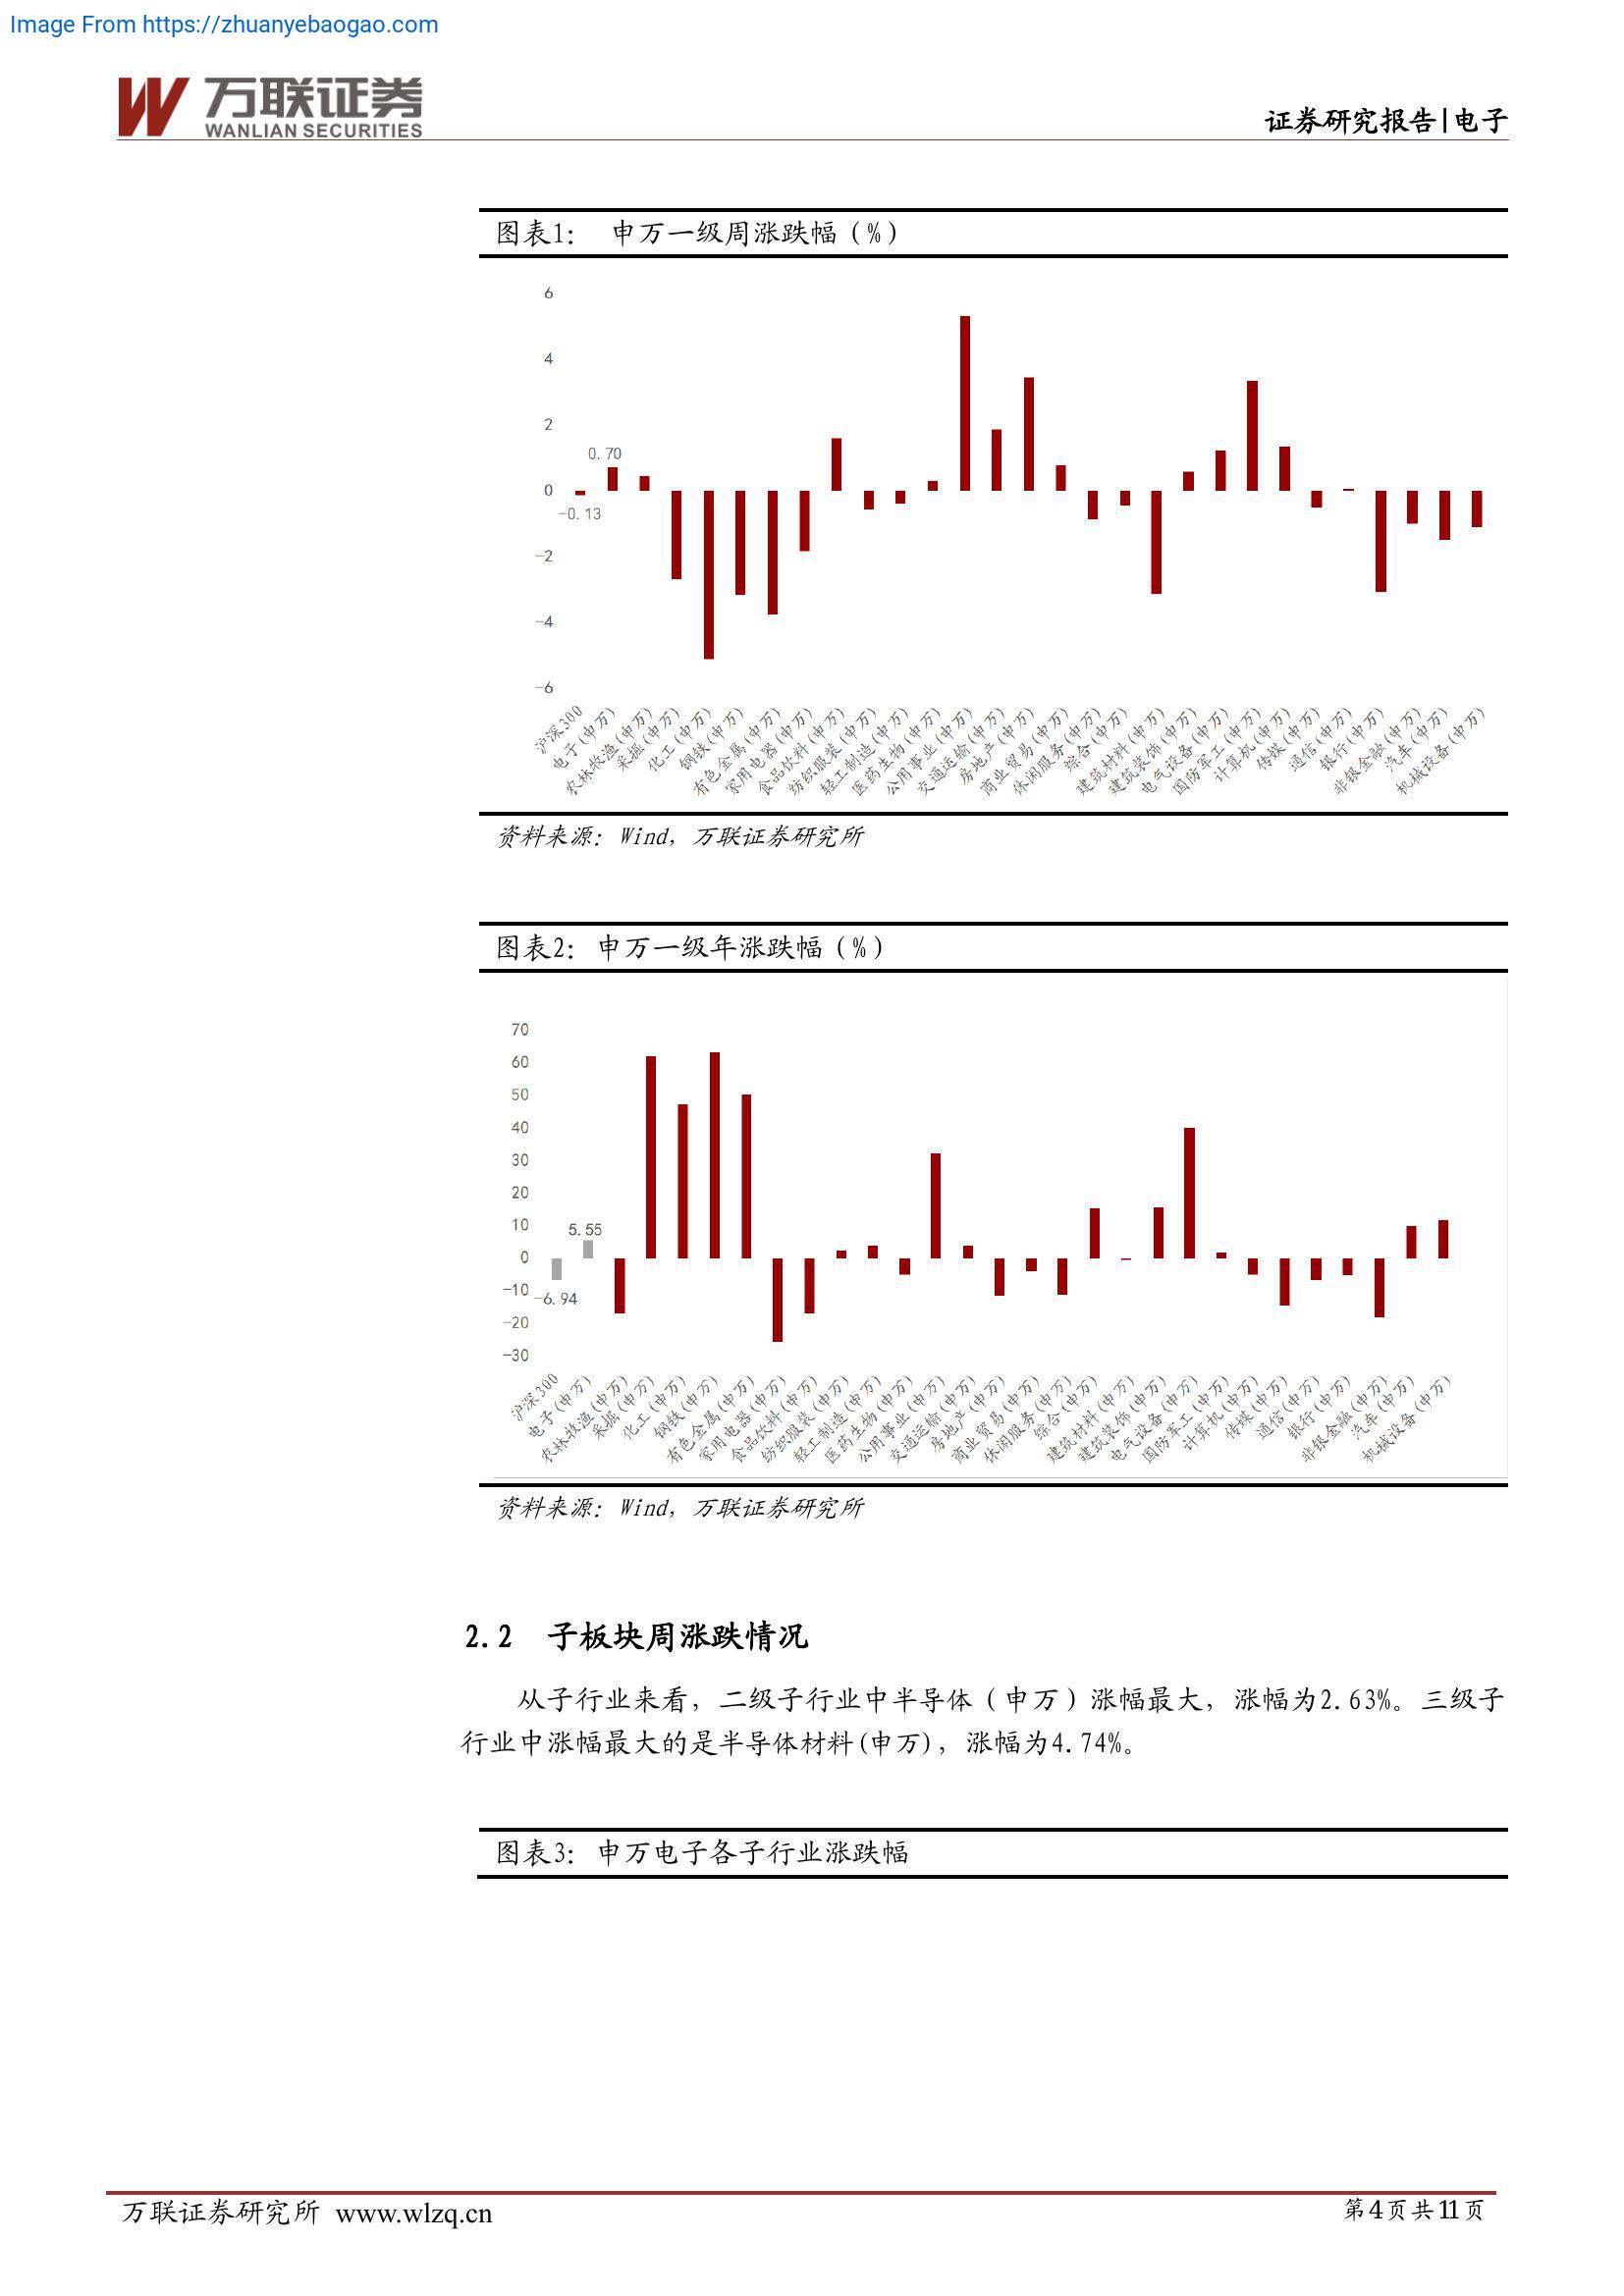 Image From https://zhuanyebaogao.com
万联证券
WANLIAN SECURITIES
证券研究报告|电子
图表1： 申万一级周涨跌幅（%）
6
4
2
0
-2
-4
-6
0.70
-0.13
沪深300
电子(申万)
农林牧渔(申万)
采掘(申万)
化工(申万)
钢铁(申万)
有色金属(申万)
家用电器(申万)
食品饮料(申万)
纺织服装(申万)
轻工制造(申万)
医药生物(申万)
公用事业(申万)
交通运输(申万)
房地产(申万)
商业贸易(申万)
休闲服务(申万)
综合(申万)
建筑材料(申万)
建筑装饰(申万)
电气设备(申万)
国防军工(申万)
计算机(申万)
传媒(申万)
通信(申万)
银行(申万)
非银金融(申万)
汽车(申万)
机械设备(申万)
资料来源：Wind，万联证券研究所
图表2：申万一级年涨跌幅（%）
70
60
50
40
30
20
10
0
-10
-20
-30
5.55
-6.94
沪深300
电子(申万)
农林牧渔(申万)
采掘(申万)
化工(申万)
钢铁(申万)
有色金属(申万)
家用电器(申万)
食品饮料(申万)
纺织服装(申万)
轻工制造(申万)
医药生物(申万)
公用事业(申万)
交通运输(申万)
房地产(申万)
商业贸易(申万)
休闲服务(申万)
综合(申万)
建筑材料(申万)
建筑装饰(申万)
电气设备(申万)
国防军工(申万)
计算机(申万)
传媒(申万)
通信(申万)
银行(申万)
非银金融(申万)
汽车(申万)
机械设备(申万)
资料来源：Wind，万联证券研究所
2.2 子板块周涨跌情况
从子行业来看，二级子行业中半导体（申万）涨幅最大，涨幅为2.63%。三级子
行业中涨幅最大的是半导体材料(申万)，涨幅为4.74%。
图表3：申万电子各子行业涨跌幅
万联证券研究所 www.wlzq.cn
第4页共11页